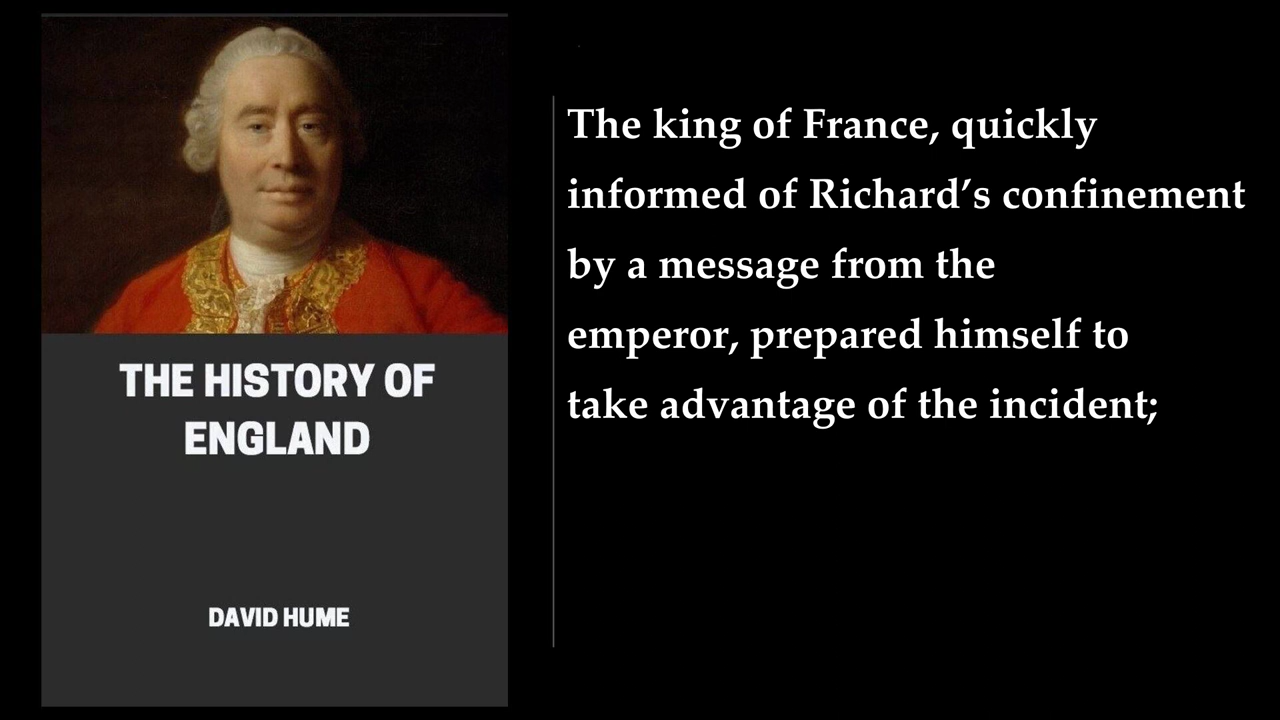 THE HISTORY OF
ENGLAND
DAVID HUME
The king of France, quickly
informed of Richard’s confinement
by a message from the
emperor, prepared himself to
take advantage of the incident;